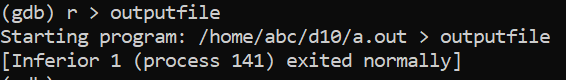 (gdb) r > outputfile
Starting program: /home/abc/d10/a.out > outputfile
[Inferior 1 (process 141) exited normally]